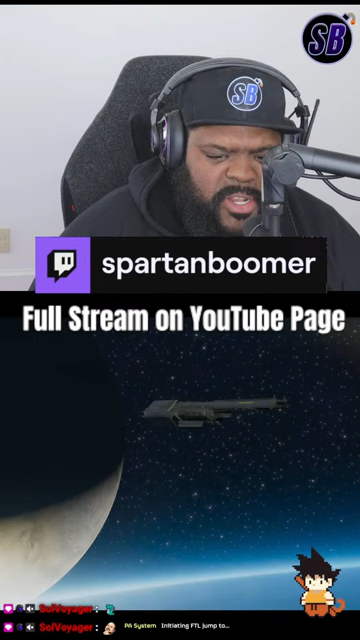 SB
SB
spartanboomer
Full Stream on YouTube Page
SolVoyager :
SolVoyager :
PA System Initiating FTL jump to...